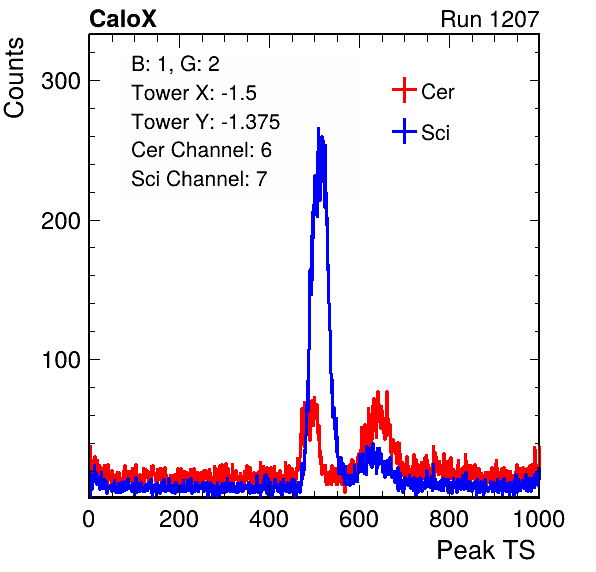 CaloX Run 1207
Counts
B: 1, G: 2
Tower X: -1.5
Tower Y: -1.375
Cer Channel: 6
Sci Channel: 7
Cer
Sci
300
200
100
0 200 400 600 800 1000
Peak TS